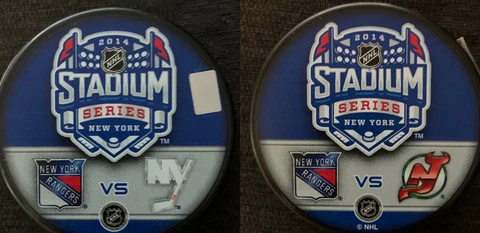 2014
NHL
STADIUM
SERIES
NEW YORK
TM
NEW YORK
RANGERS
VS
NY
NHL
2014
NHL
STADIUM
SERIES
NEW YORK
TM
NEW YORK
RANGERS
VS
NJ
NHL
© NHL